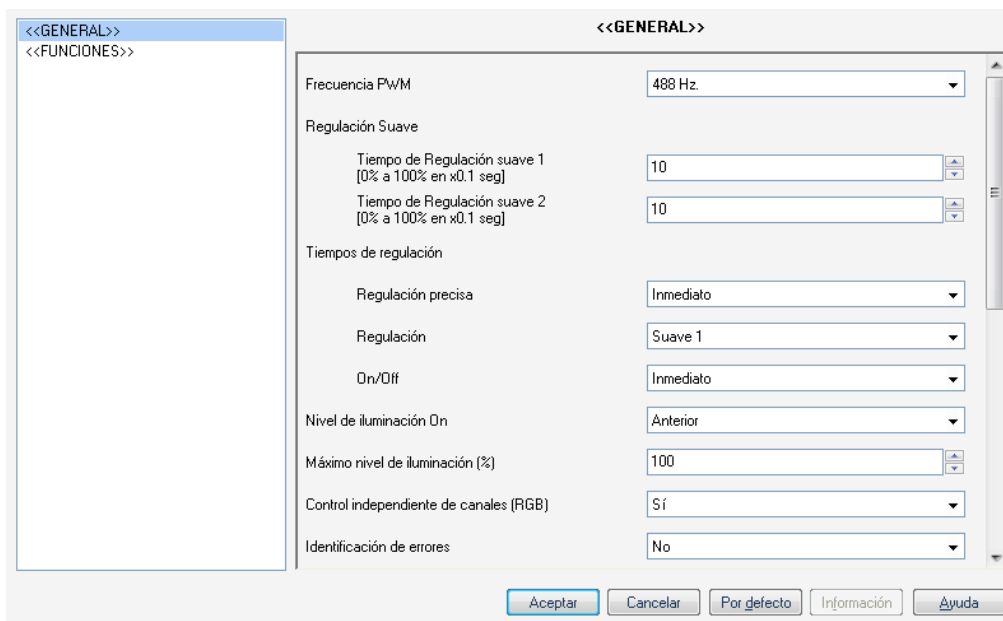 <<GENERAL>>
<<FUNCIONES>>
<<GENERAL>>
Frecuencia PWM
488 Hz.
Regulación Suave
Tiempo de Regulación suave 1
[0% a 100% en x0.1 seg]
10
Tiempo de Regulación suave 2
[0% a 100% en x0.1 seg]
10
Tiempos de regulación
Regulación precisa
Inmediato
Regulación
Suave 1
On/Off
Inmediato
Nivel de iluminación On
Anterior
Máximo nivel de iluminación (%)
100
Control independiente de canales (RGB)
Sí
Identificación de errores
No
Aceptar
Cancelar
Por defecto
Información
Ayuda